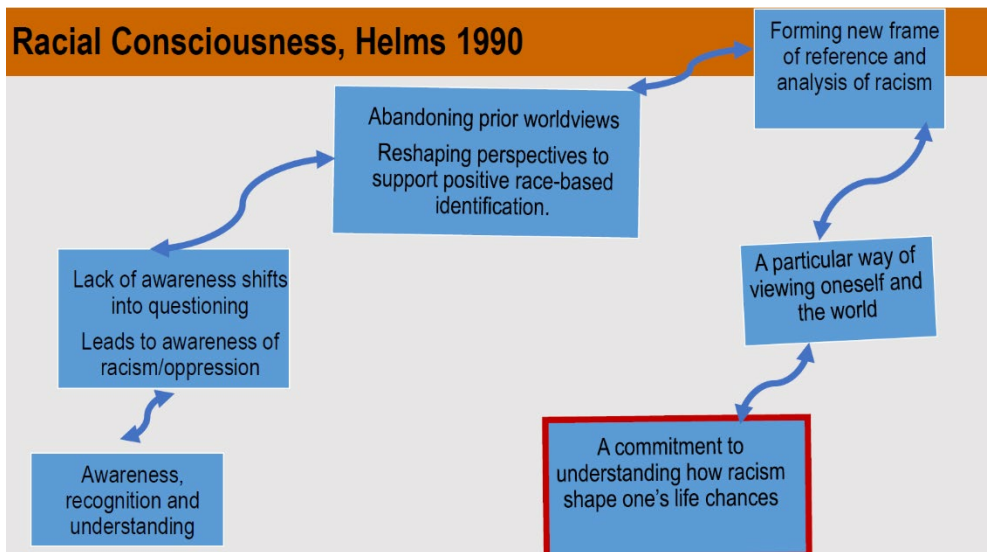 Racial Consciousness, Helms 1990
Awareness,
recognition and
understanding
Lack of awareness shifts
into questioning
Leads to awareness of
racism/oppression
Abandoning prior worldviews
Reshaping perspectives to
support positive race-based
identification.
Forming new frame
of reference and
analysis of racism
A particular way of
viewing oneself and
the world
A commitment to
understanding how racism
shape one’s life chances